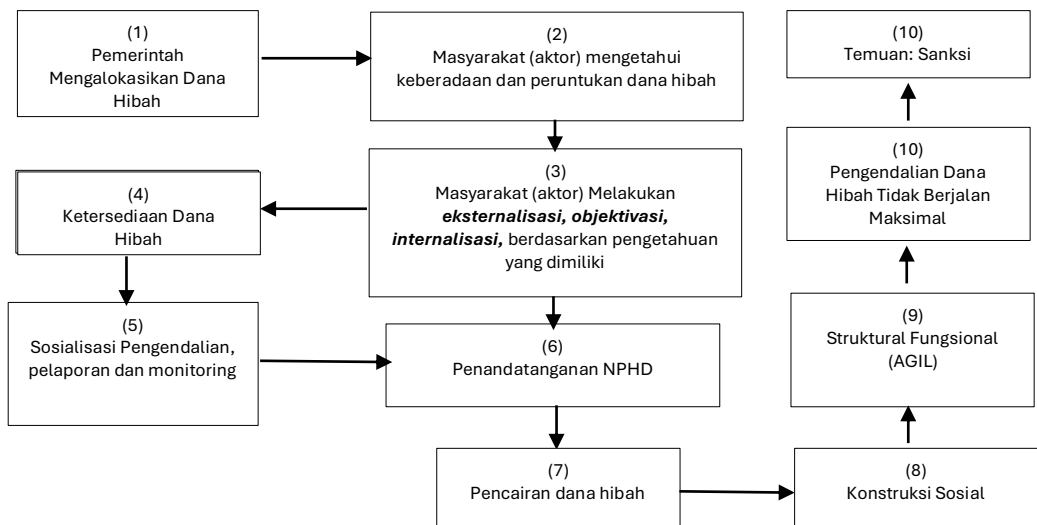 (1)
Pemerintah
Mengalokasikan Dana
Hibah
(2)
Masyarakat (aktor) mengetahui
keberadaan dan peruntukan dana hibah
(3)
Masyarakat (aktor) Melakukan
eksternalisasi, objektivasi,
internalisasi, berdasarkan pengetahuan
yang dimiliki
(4)
Ketersediaan Dana
Hibah
(5)
Sosialisasi Pengendalian,
pelaporan dan monitoring
(6)
Penandatanganan NPHD
(7)
Pencairan dana hibah
(8)
Konstruksi Sosial
(9)
Struktural Fungsional
(AGIL)
(10)
Pengendalian Dana
Hibah Tidak Berjalan
Maksimal
(10)
Temuan: Sanksi